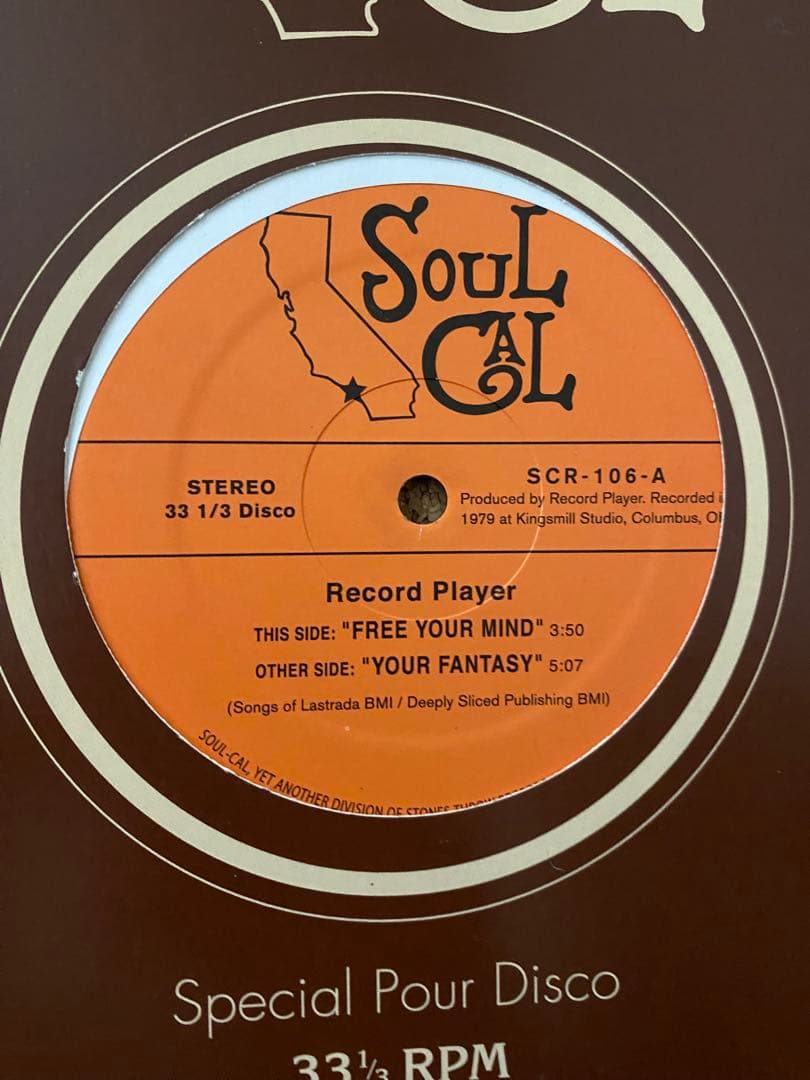 SOUL
CAL
STEREO
33 1/3 Disco
SCR-106-A
Produced by Record Player. Recorded
1979 at Kingsmill Studio, Columbus,
Record Player
THIS SIDE: "FREE YOUR MIND" 3:50
OTHER SIDE: "YOUR FANTASY" 5:07
(Songs of Lastrada BMI / Deeply Sliced Publishing BMI)
SOUL-CAL, YET ANOTHER DIVISION OF STONES
Special Pour Disco
33⅓ RPM